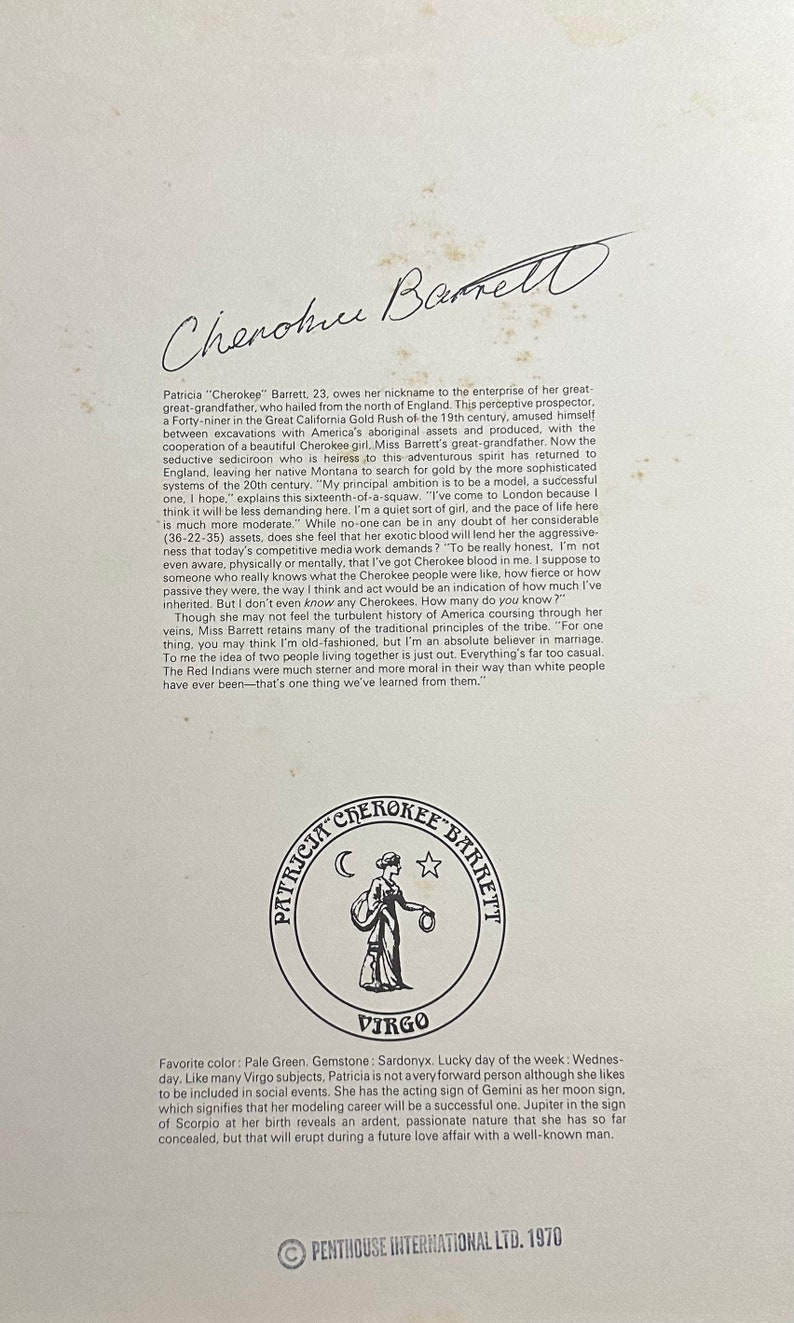 Cherokee Barrett
Patricia "Cherokee" Barrett, 23, owes her nickname to the enterprise of her great-
great-grandfather, who hailed from the north of England. This perceptive prospector,
a Forty-niner in the Great California Gold Rush of the 19th century, amused himself
between excavations with America's aboriginal assets and produced, with the
cooperation of a beautiful Cherokee girl, Miss Barrett's great-grandfather. Now the
seductive sediciroon who is heiress to this adventurous spirit has returned to
England, leaving her native Montana to search for gold by the more sophisticated
systems of the 20th century. "My principal ambition is to be a model, a successful
one, I hope," explains this sixteenth-of-a-squaw. "I've come to London because I
think it will be less demanding here. I'm a quiet sort of girl, and the pace of life here
is much more moderate." While no-one can be in any doubt of her considerable
(36-22-35) assets, does she feel that her exotic blood will lend her the aggressive-
ness that today's competitive media work demands? "To be really honest, I'm not
even aware, physically or mentally, that I've got Cherokee blood in me. I suppose to
someone who really knows what the Cherokee people were like, how fierce or how
passive they were, the way I think and act would be an indication of how much I've
inherited. But I don't even know any Cherokees. How many do you know?"
Though she may not feel the turbulent history of America coursing through her
veins, Miss Barrett retains many of the traditional principles of the tribe. "For one
thing, you may think I'm old-fashioned, but I'm an absolute believer in marriage.
To me the idea of two people living together is just out. Everything's far too casual.
The Red Indians were much sterner and more moral in their way than white people
have ever been—that's one thing we've learned from them."
PATRICIA "CHEROKEE" BARRETT
VIRGO
Favorite color: Pale Green. Gemstone: Sardonyx. Lucky day of the week: Wednes-
day. Like many Virgo subjects, Patricia is not a very forward person although she likes
to be included in social events. She has the acting sign of Gemini as her moon sign,
which signifies that her modeling career will be a successful one. Jupiter in the sign
of Scorpio at her birth reveals an ardent, passionate nature that she has so far
concealed, but that will erupt during a future love affair with a well-known man.
© PENTHOUSE INTERNATIONAL LTD. 1970